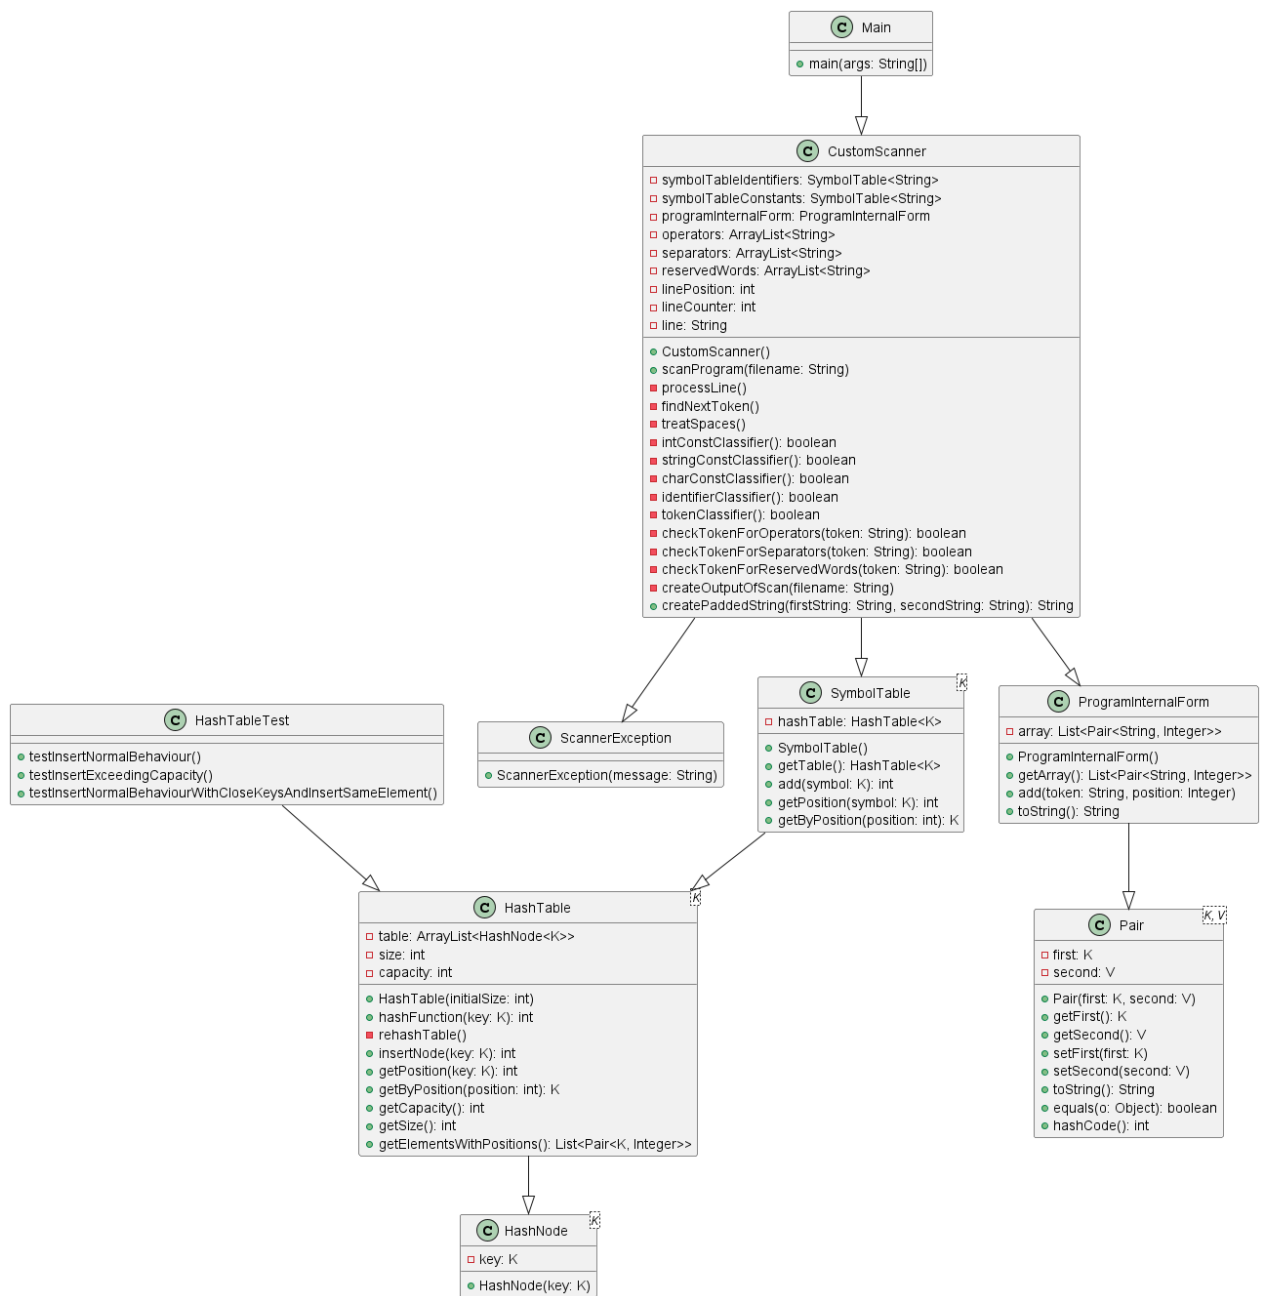 C Main
main(args: String[])
C CustomScanner
symbolTableIdentifiers: SymbolTable<String>
symbolTableConstants: SymbolTable<String>
programInternalForm: ProgramInternalForm
operators: ArrayList<String>
separators: ArrayList<String>
reservedWords: ArrayList<String>
linePosition: int
lineCounter: int
line: String
CustomScanner()
scanProgram(filename: String)
processLine()
findNextToken()
treatSpaces()
intConstClassifier(): boolean
stringConstClassifier(): boolean
charConstClassifier(): boolean
identifierClassifier(): boolean
tokenClassifier(): boolean
checkTokenForOperators(token: String): boolean
checkTokenForSeparators(token: String): boolean
checkTokenForReservedWords(token: String): boolean
createOutputOfScan(filename: String)
createPaddedString(firstString: String, secondString: String): String
C HashTableTest
testInsertNormalBehaviour()
testInsertExceedingCapacity()
testInsertNormalBehaviourWithCloseKeysAndInsertSameElement()
C ScannerException
ScannerException(message: String)
C SymbolTable
K
hashTable: HashTable<K>
SymbolTable()
getTable(): HashTable<K>
add(symbol: K): int
getPosition(symbol: K): int
getByPosition(position: int): K
C ProgramInternalForm
array: List<Pair<String, Integer>>
ProgramInternalForm()
getArray(): List<Pair<String, Integer>>
add(token: String, position: Integer)
toString(): String
C HashTable
K
table: ArrayList<HashNode<K>>
size: int
capacity: int
HashTable(initialSize: int)
hashFunction(key: K): int
rehashTable()
insertNode(key: K): int
getPosition(key: K): int
getByPosition(position: int): K
getCapacity(): int
getSize(): int
getElementsWithPositions(): List<Pair<K, Integer>>
C Pair
K, V
first: K
second: V
Pair(first: K, second: V)
getFirst(): K
getSecond(): V
setFirst(first: K)
setSecond(second: V)
toString(): String
equals(o: Object): boolean
hashCode(): int
C HashNode
K
key: K
HashNode(key: K)